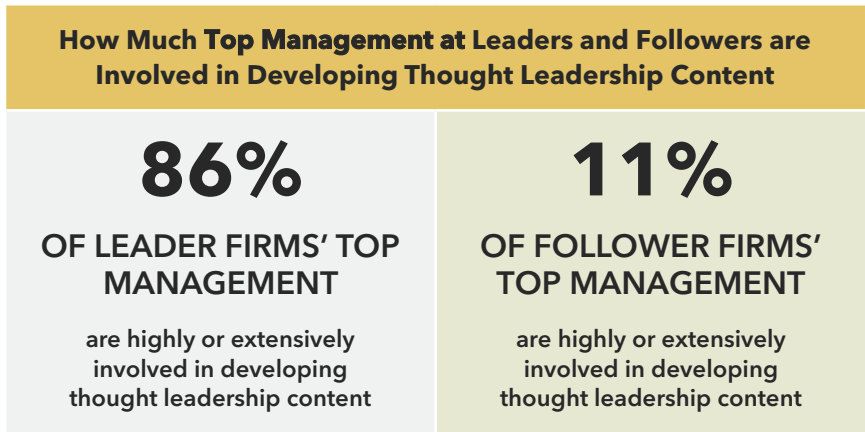 How Much Top Management at Leaders and Followers are
Involved in Developing Thought Leadership Content
86%
OF LEADER FIRMS’ TOP
MANAGEMENT
are highly or extensively
involved in developing
thought leadership content
11%
OF FOLLOWER FIRMS’
TOP MANAGEMENT
are highly or extensively
involved in developing
thought leadership content